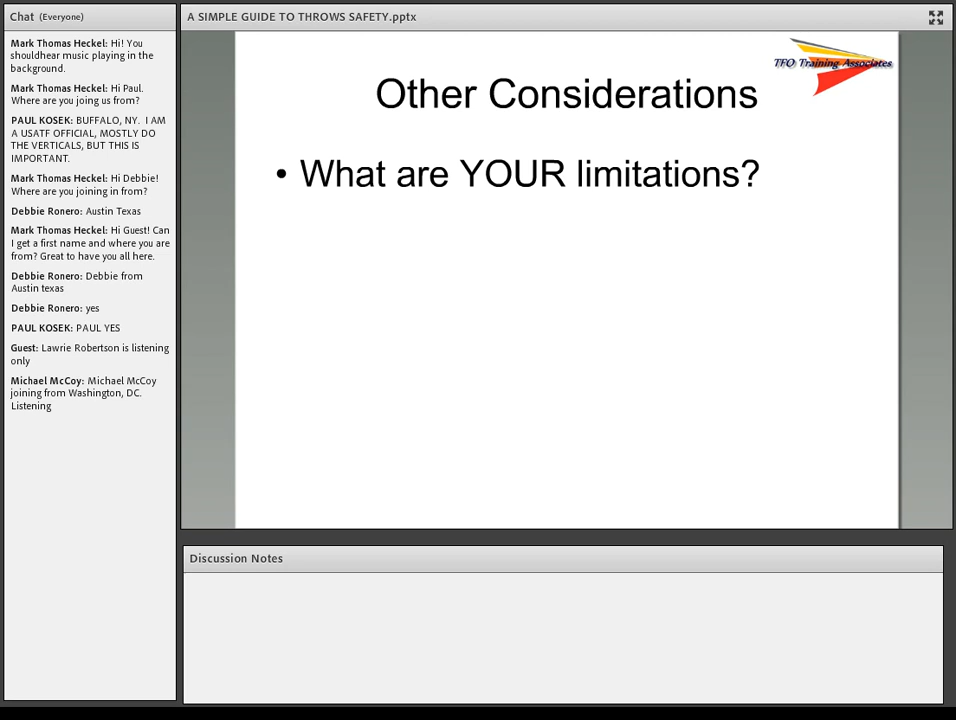 Chat (Everyone)
Mark Thomas Heckel: Hi! You
shouldhear music playing in the
background.
Mark Thomas Heckel: Hi Paul.
Where are you joing us from?
PAUL KOSEK: BUFFALO, NY. I AM
A USATF OFFICIAL, MOSTLY DO
THE VERTICALS, BUT THIS IS
IMPORTANT.
Mark Thomas Heckel: Hi Debbie!
Where are you joining in from?
Debbie Ronero: Austin Texas
Mark Thomas Heckel: Hi Guest! Can
I get a first name and where you are
from? Great to have you all here.
Debbie Ronero: Debbie from
Austin texas
Debbie Ronero: yes
PAUL KOSEK: PAUL YES
Guest: Lawrie Robertson is listening
only
Michael McCoy: Michael McCoy
joining from Washington, DC.
Listening
A SIMPLE GUIDE TO THROWS SAFETY.pptx
TFO Training Associates
Other Considerations
• What are YOUR limitations?
Discussion Notes